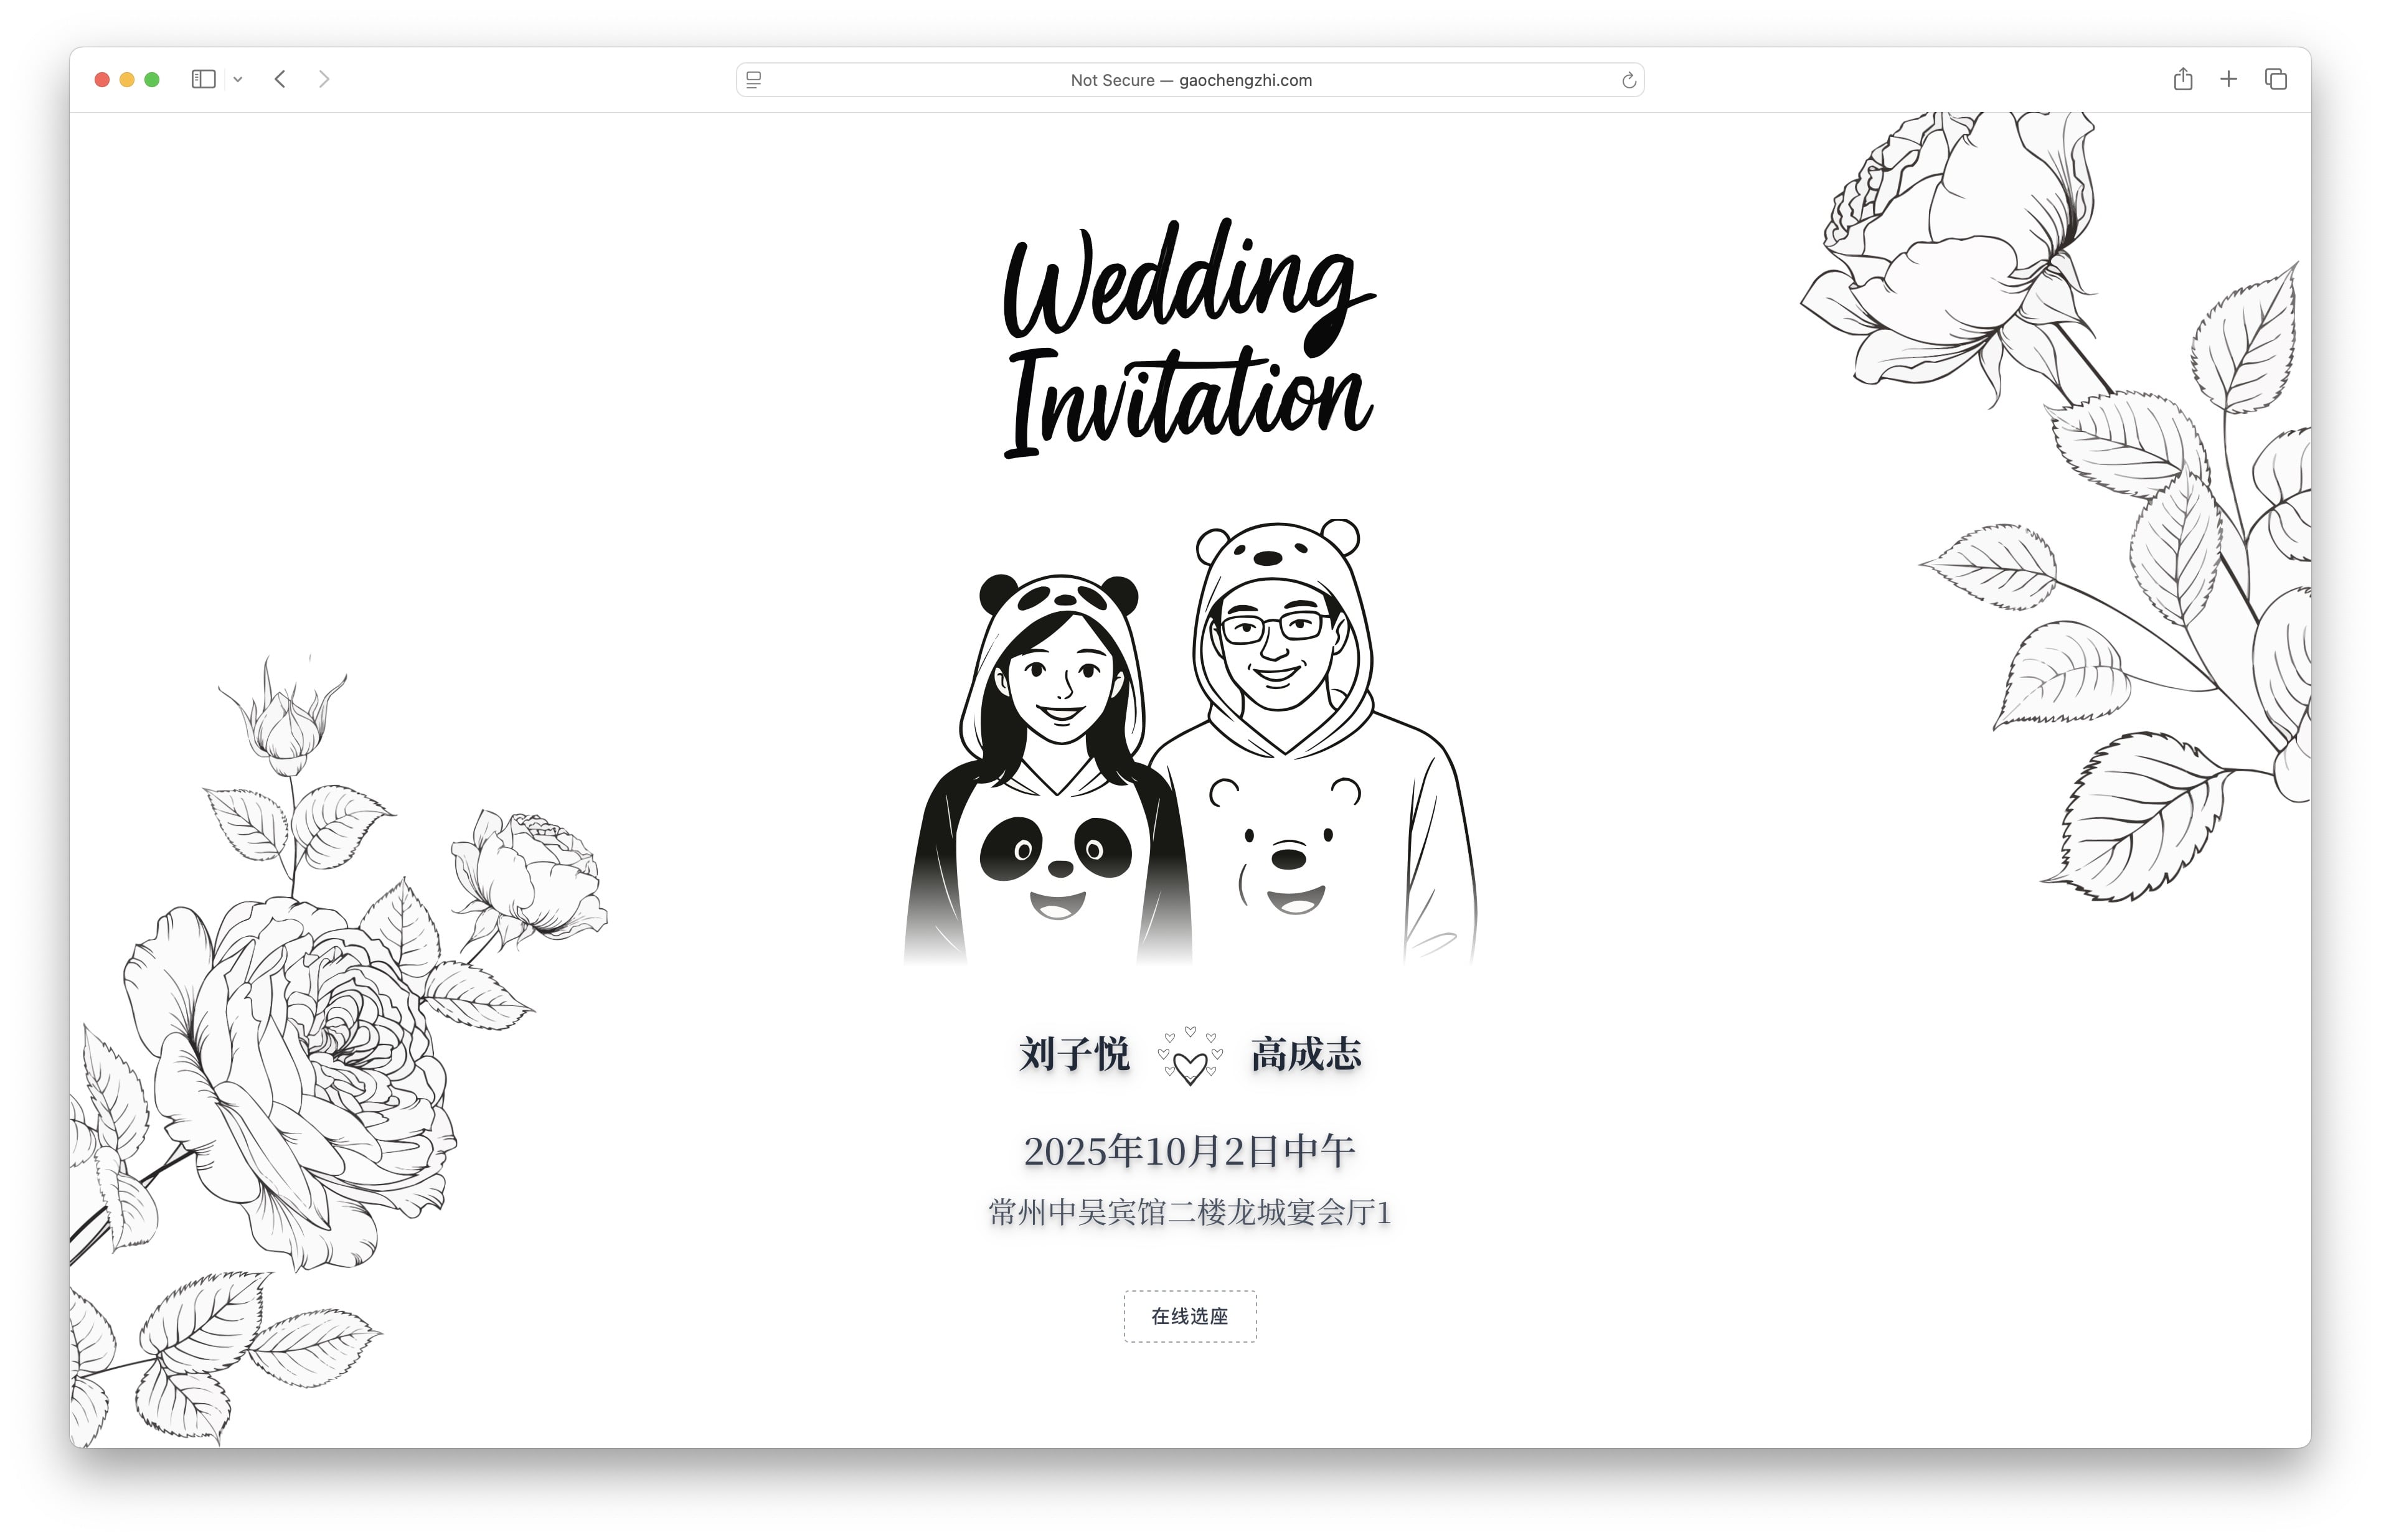 Not Secure — gaochengzhi.com
Wedding
Invitation
刘子悦 高成志
2025年10月2日中午
常州中吴宾馆二楼龙城宴会厅1
在线选座